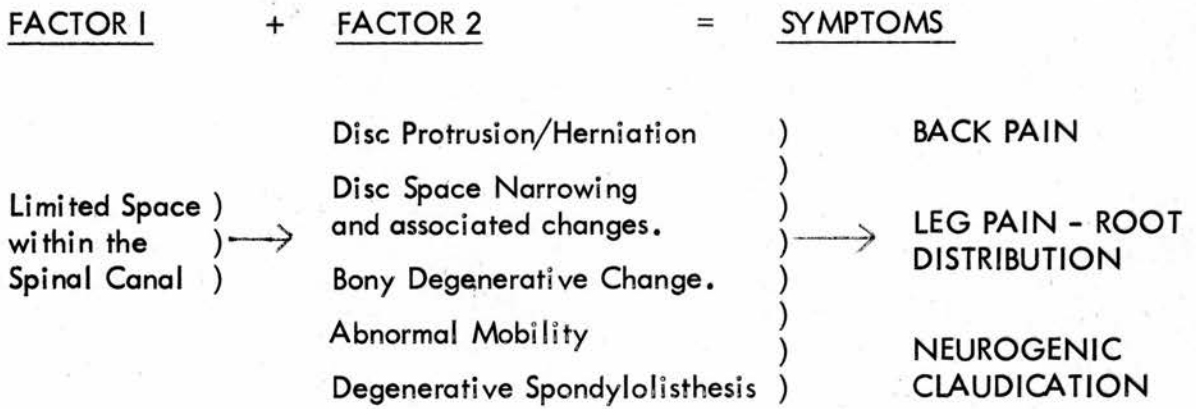 FACTOR I + FACTOR 2 = SYMPTOMS
Disc Protrusion/Herniation ) BACK PAIN
)
Disc Space Narrowing )
Limited Space ) and associated changes. )
within the ) → ) → LEG PAIN - ROOT
Spinal Canal ) Bony Degenerative Change. ) DISTRIBUTION
)
Abnormal Mobility ) NEUROGENIC
Degenerative Spondylolisthesis ) CLAUDICATION